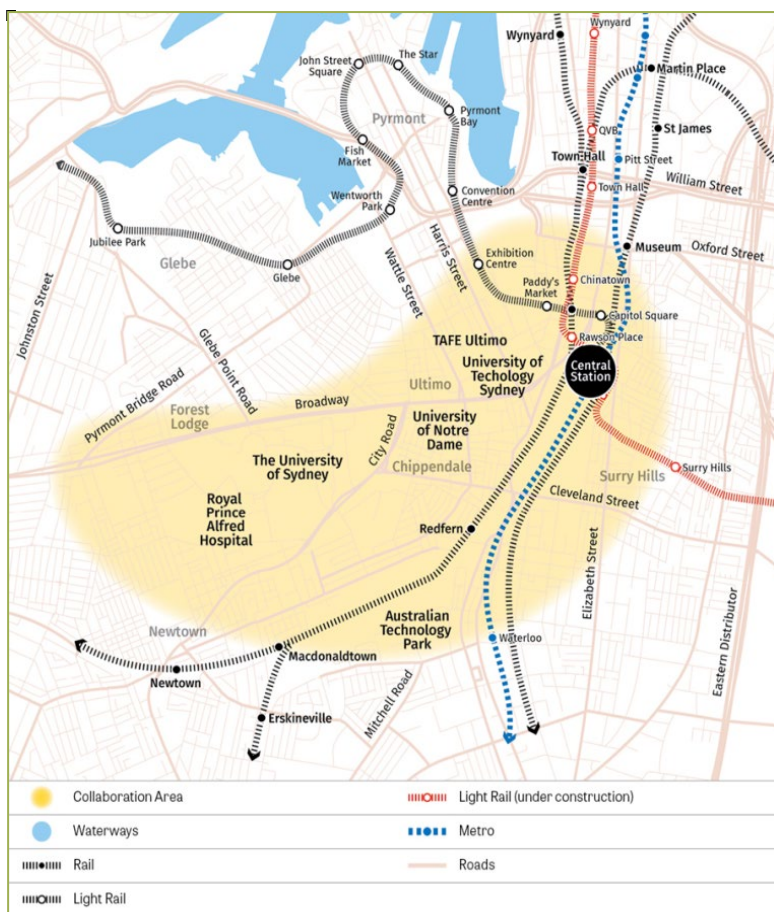 Wynyard
Wynyard
John Street
Square
The Star
Martin Place
Pyrmont
Pyrmont
Bay
QVB
St James
Fish
Market
Town Hall
Pitt Street
William Street
Town Hall
Wentworth
Park
Convention
Centre
Jubilee Park
Glebe
Glebe
Harris Street
Wattle Street
Museum
Oxford Street
Exhibition
Centre
Johnston Street
Chinatown
Paddy's
Market
Capitol Square
Glebe Point Road
TAFE Ultimo
Rawson Place
University of
Techology
Sydney
Central
Station
Pyrmont Bridge Road
Ultimo
Broadway
Forest
Lodge
University
of Notre
Dame
City Road
The University
of Sydney
Chippendale
Surry Hills
Surry Hills
Cleveland Street
Royal
Prince
Alfred
Hospital
Redfern
Elizabeth Street
Eastern Distributor
Australian
Technology
Park
Newtown
Waterloo
Macdonaldtown
Newtown
Mitchell Road
Erskineville
Collaboration Area
Light Rail (under construction)
Waterways
Metro
Rail
Roads
Light Rail